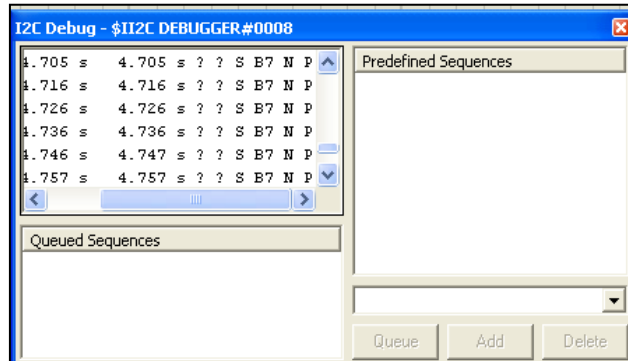 I2C Debug - $II2C DEBUGGER#0008
4.705 s 4.705 s ? ? S B7 N P
4.716 s 4.716 s ? ? S B7 N P
4.726 s 4.726 s ? ? S B7 N P
4.736 s 4.736 s ? ? S B7 N P
4.746 s 4.747 s ? ? S B7 N P
4.757 s 4.757 s ? ? S B7 N P
Queued Sequences
Predefined Sequences
Queue Add Delete